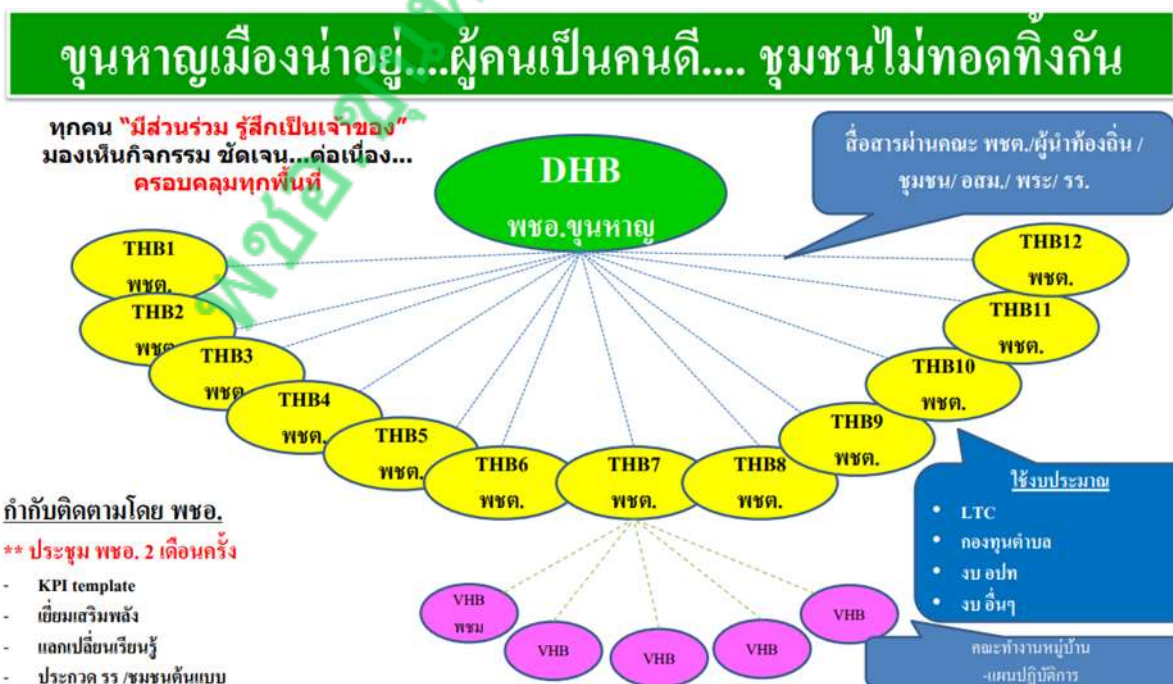 ขุนหาญเมืองน่าอยู่....ผู้คนเป็นคนดี.... ชุมชนไม่ทอดทิ้งกัน
ทุกคน “มีส่วนร่วม รู้สึกเป็นเจ้าของ”
มองเห็นกิจกรรม ชัดเจน...ต่อเนื่อง...
ครอบคลุมทุกพื้นที่
DHB
พชอ.ขุนหาญ
สื่อสารผ่านคณะ พชต./ผู้นำท้องถิ่น /
ชุมชน/ อสม./ พระ/ รร.
THB1
พชต.
THB2
พชต
THB3
พชต
THB4
พชต.
THB5
พชต.
THB6
พชต.
THB7
พชต.
THB8
พชต.
THB9
พชต.
THB10
พชต.
THB11
พชต.
THB12
พชต.
กำกับติดตามโดย พชอ.
** ประชุม พชอ. 2 เดือนครั้ง
- KPI template
- เยี่ยมเสริมพลัง
- แลกเปลี่ยนเรียนรู้
- ประกวด รร /ชุมชนต้นแบบ
VHB
พชม
VHB
VHB
VHB
VHB
ใช้งบประมาณ
• LTC
• กองทุนตำบล
• งบ อปท
• งบ อื่นๆ
คณะทำงานหมู่บ้าน
-แผนปฏิบัติการ